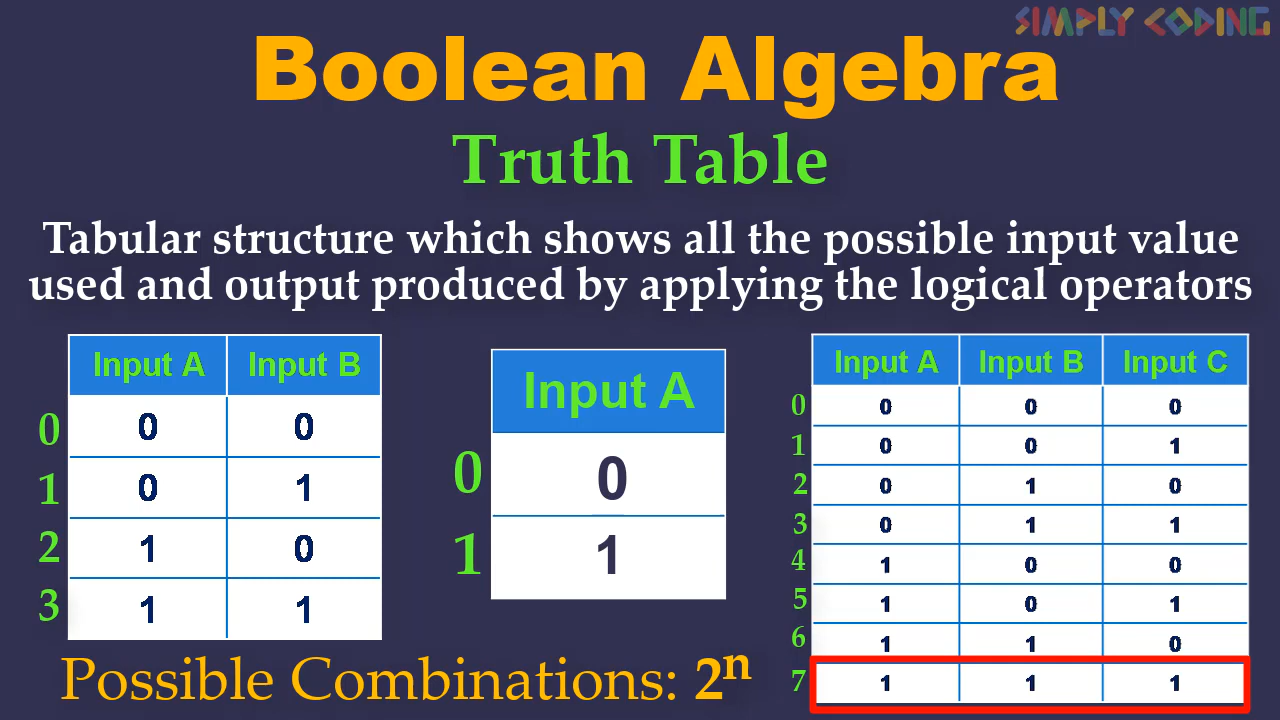 SIMPLY CODING
Boolean Algebra
Truth Table
Tabular structure which shows all the possible input value
used and output produced by applying the logical operators
Input A Input B
0 0 0
1 0 1
2 1 0
3 1 1
Input A
0 0
1 1
Input A Input B Input C
0 0 0 0
1 0 0 1
2 0 1 0
3 0 1 1
4 1 0 0
5 1 0 1
6 1 1 0
7 1 1 1
Possible Combinations: 2ⁿ